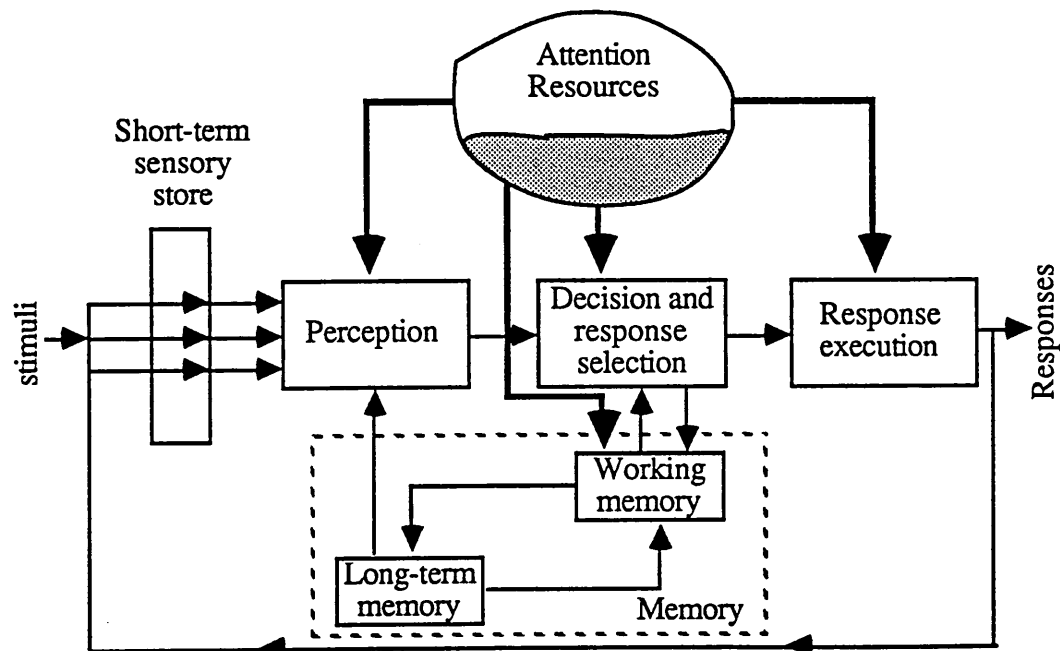 Attention
Resources
Short-term
sensory
store
stimuli
Perception
Decision and
response
selection
Response
execution
Responses
Working
memory
Long-term
memory
Memory